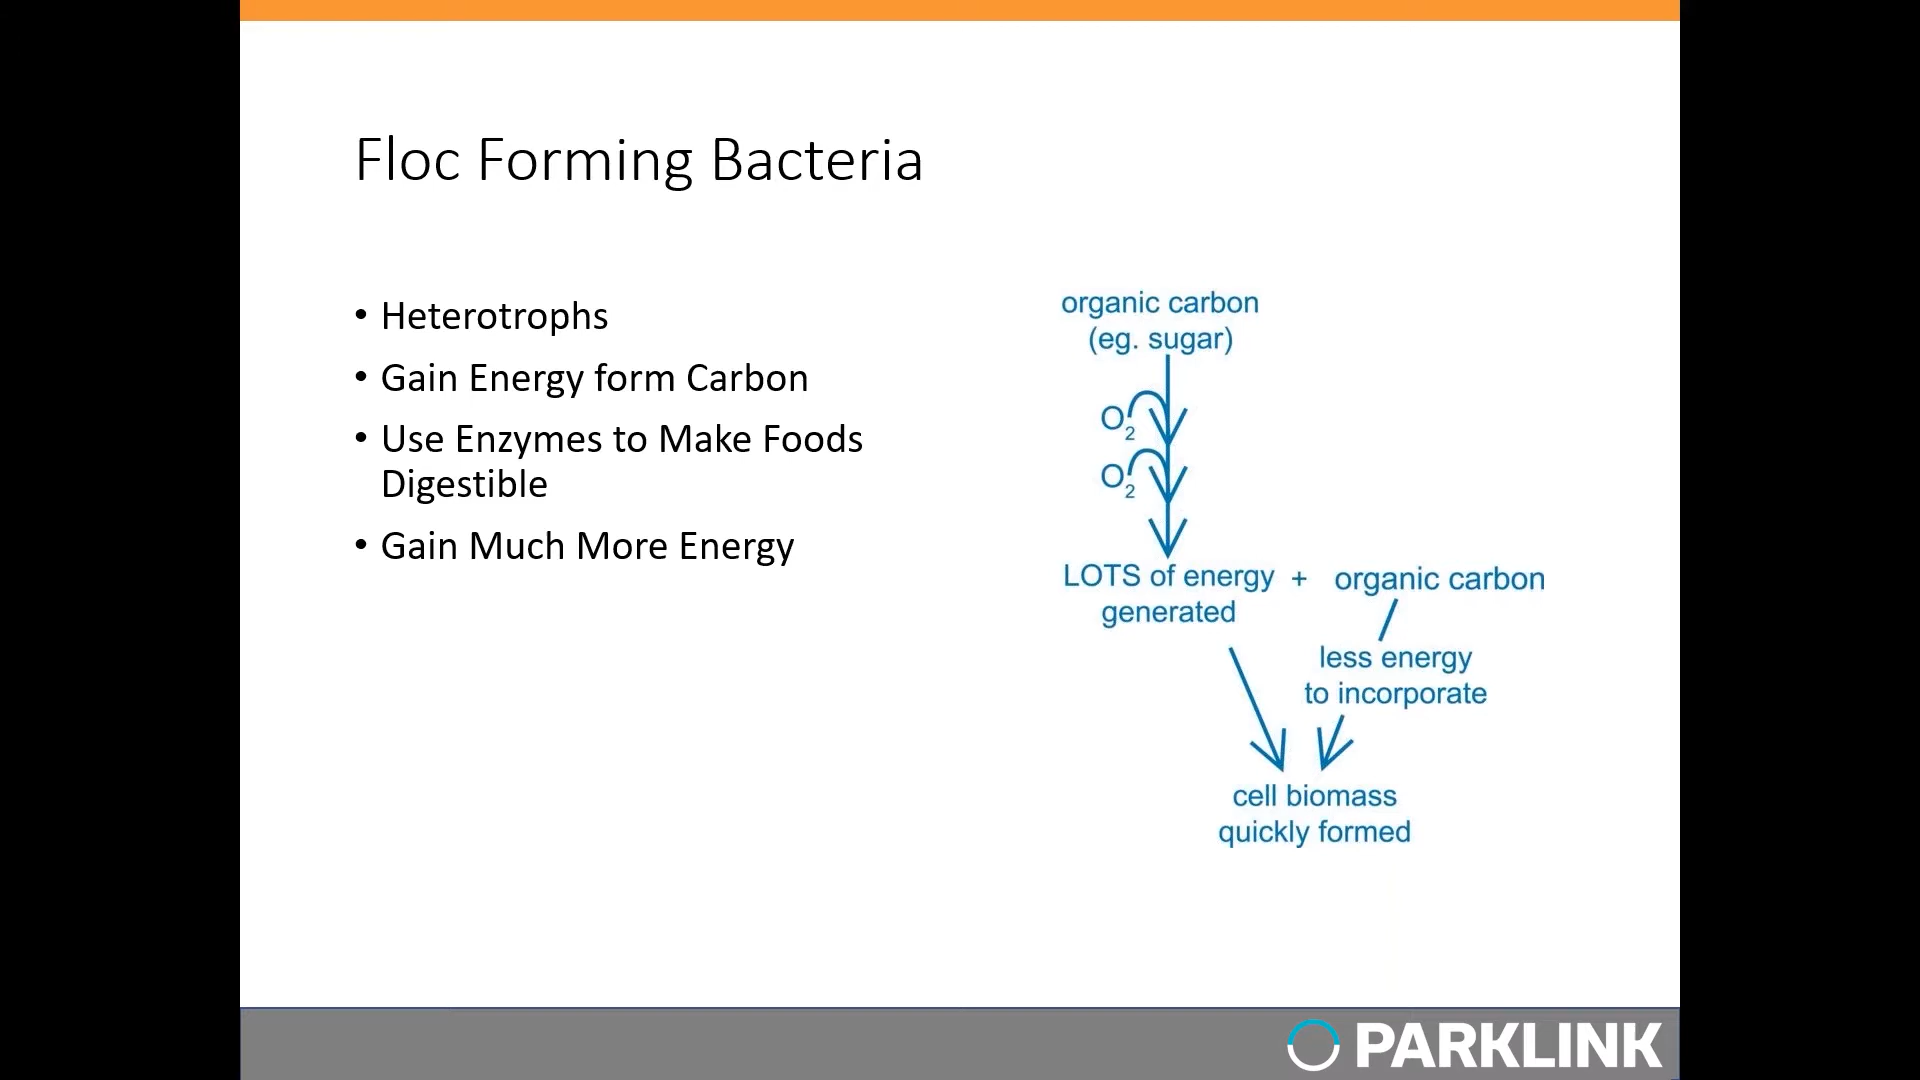 Floc Forming Bacteria
• Heterotrophs
• Gain Energy form Carbon
• Use Enzymes to Make Foods
Digestible
• Gain Much More Energy
organic carbon
(eg. sugar)
O2
O2
LOTS of energy + organic carbon
generated
less energy
to incorporate
cell biomass
quickly formed
PARKLINK